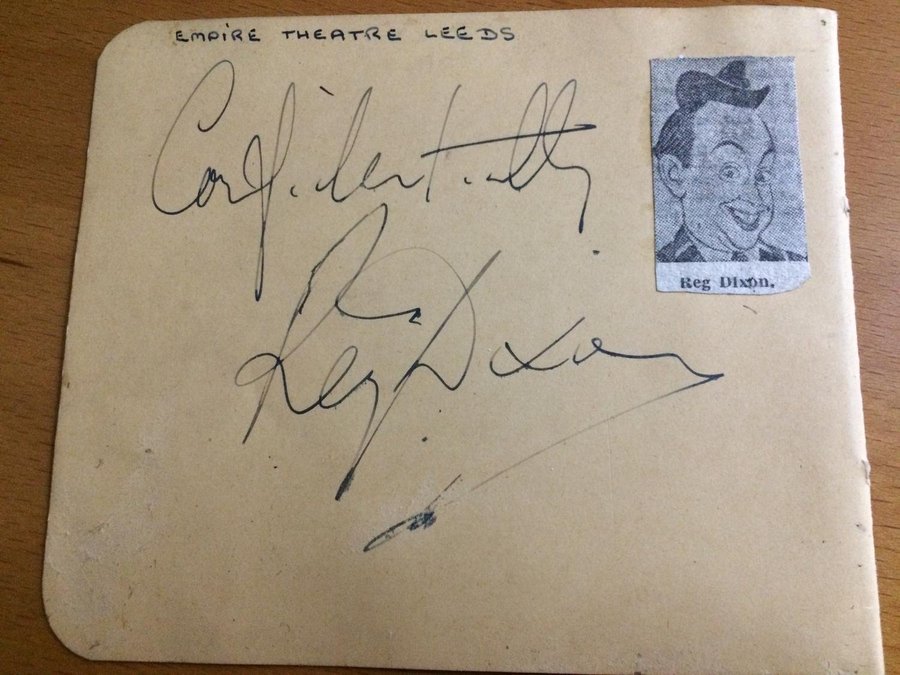 EMPIRE THEATRE LEEDS
Confidentially
Reg Dixon
Reg Dixon.